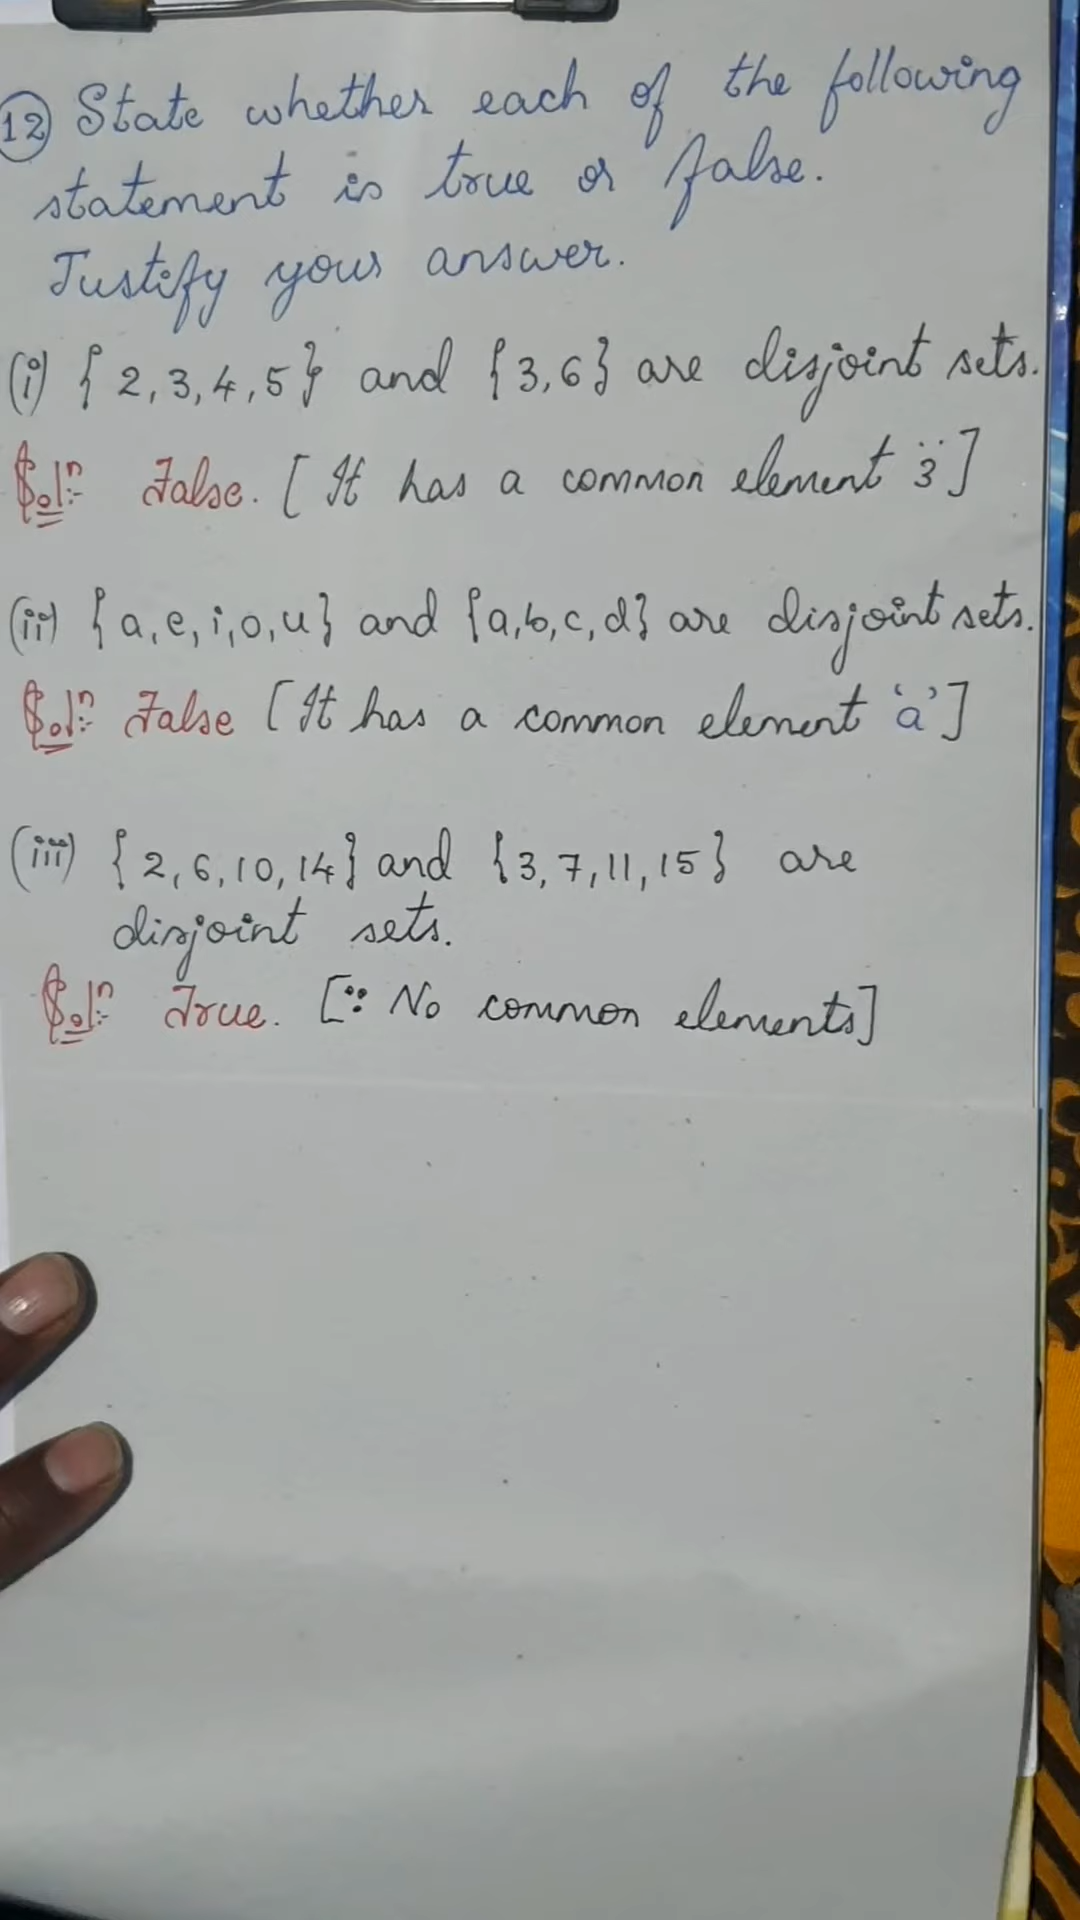 12 State whether each of the following
statement is true or false.
Justify your answer.
(i) { 2, 3, 4, 5 } and {3, 6} are disjoint sets.
Solⁿ:- False. [ It has a common element '3']
(ii) {a, e, i, o, u} and {a, b, c, d} are disjoint sets.
Solⁿ:- False [ It has a common element 'a']
(iii) { 2, 6, 10, 14} and {3, 7, 11, 15} are
disjoint sets.
Solⁿ:- True. [∵ No common elements]